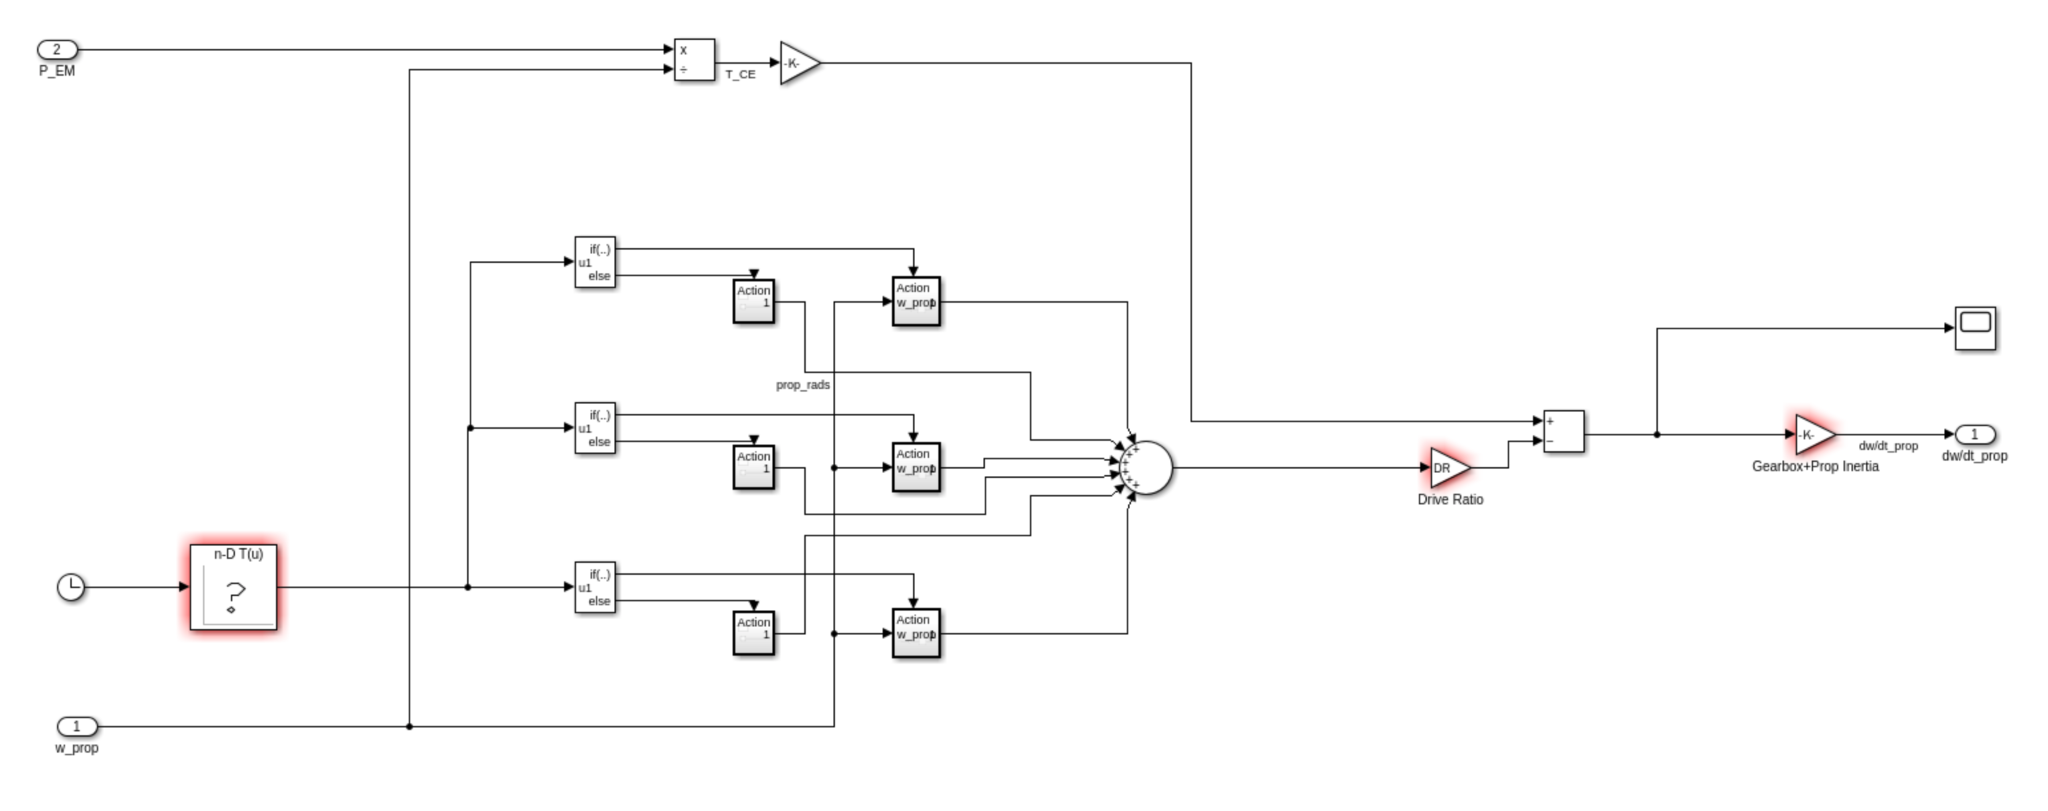 2
P_EM
x
÷
T_CE
-K-
if(..)
u1
else
Action
1
Action
w_prop
prop_rads
if(..)
u1
else
Action
1
Action
w_prop
+
+
+
+
+
+
DR
Drive Ratio
+
−
-K-
Gearbox+Prop Inertia
dw/dt_prop
1
dw/dt_prop
n-D T(u)
?
if(..)
u1
else
Action
1
Action
w_prop
1
w_prop